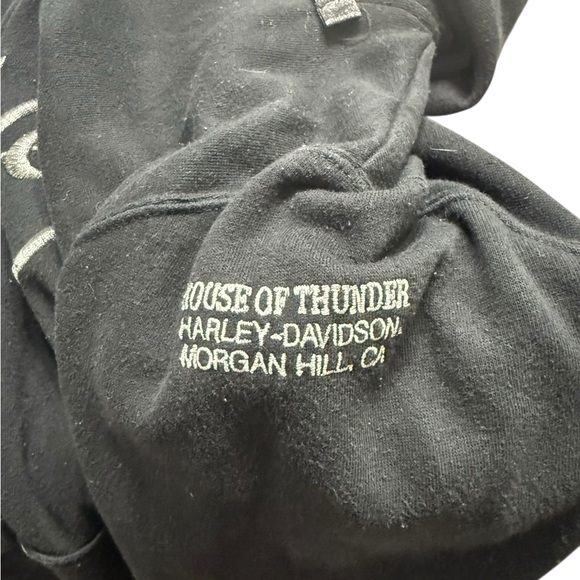 HOUSE OF THUNDER
HARLEY-DAVIDSON
MORGAN HILL, CA